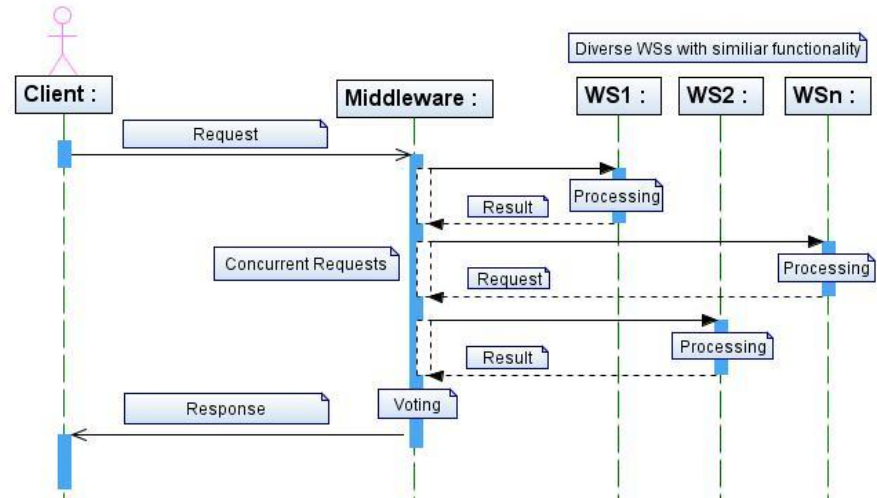 Diverse WSs with similiar functionality
Client :
Middleware :
WS1 :
WS2 :
WSn :
Request
Processing
Result
Concurrent Requests
Processing
Request
Processing
Result
Voting
Response